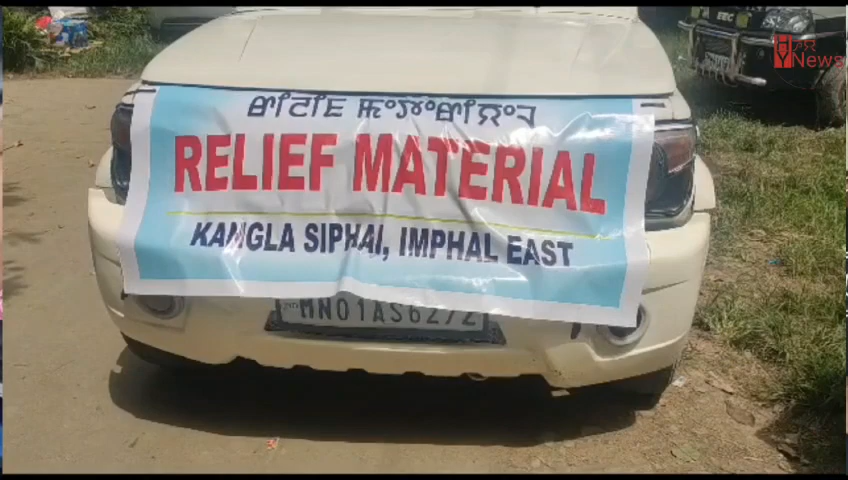 ꯔꯤꯂꯤꯐ ꯃꯦꯇꯦꯔꯤꯌꯦꯜ
RELIEF MATERIAL
KANGLA SIPHAI, IMPHAL EAST
MN01AS6272
News